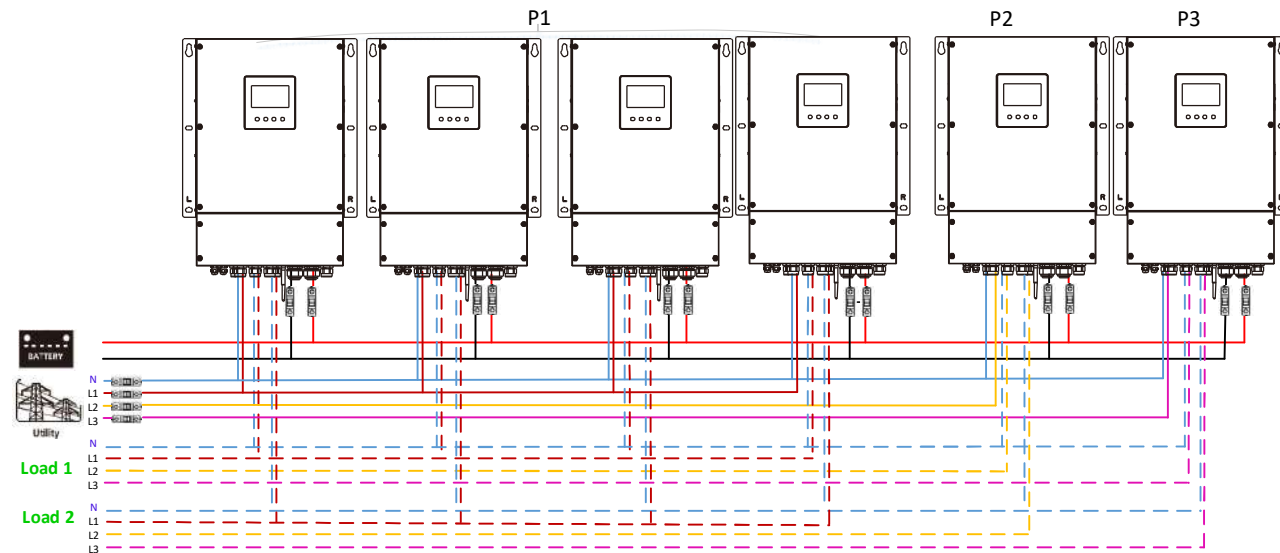 P1 P2 P3
L R L R L R L R L R L
BATTERY
N
L1
L2
L3
Utility
N
L1
Load 1 L2
L3
N
Load 2 L1
L2
L3